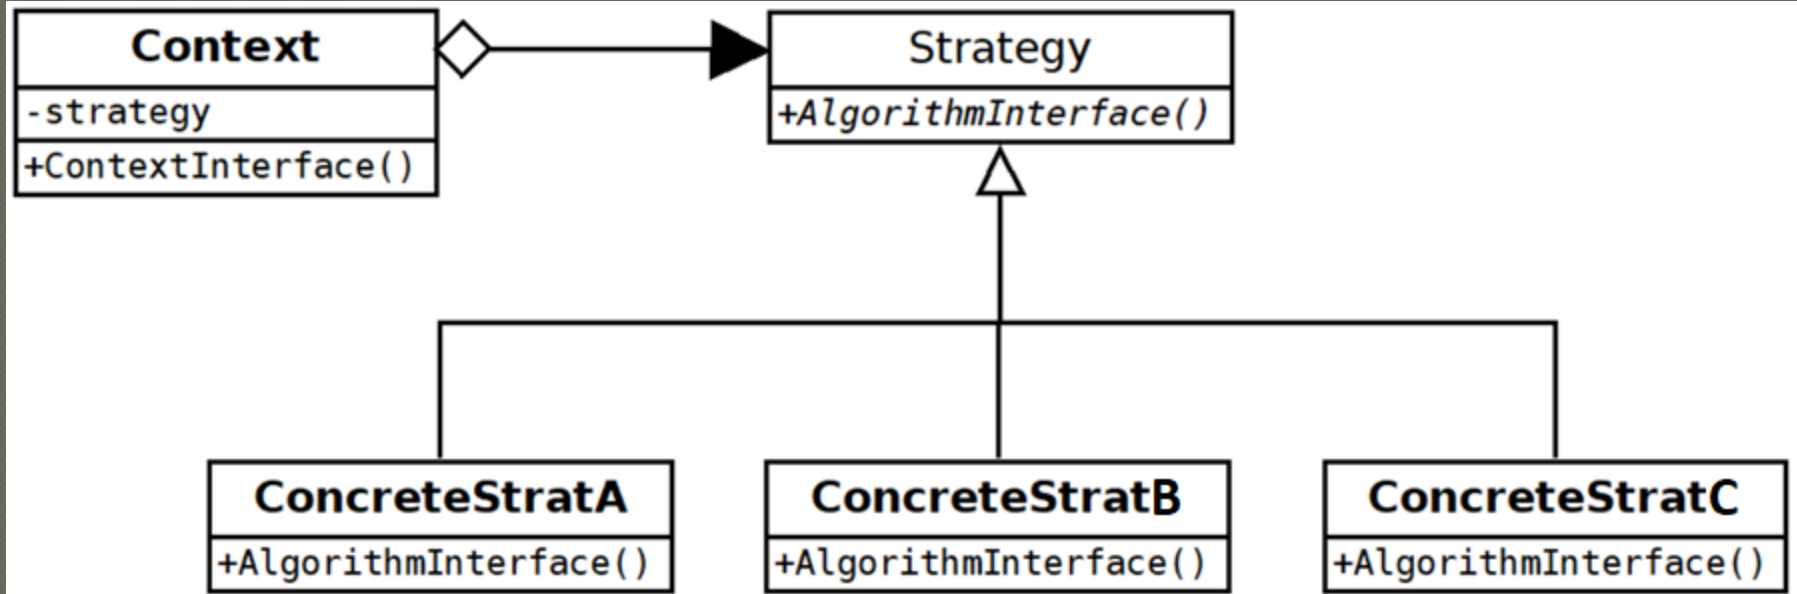 Context
-strategy
+ContextInterface()
Strategy
+AlgorithmInterface()
ConcreteStratA
+AlgorithmInterface()
ConcreteStratB
+AlgorithmInterface()
ConcreteStratC
+AlgorithmInterface()